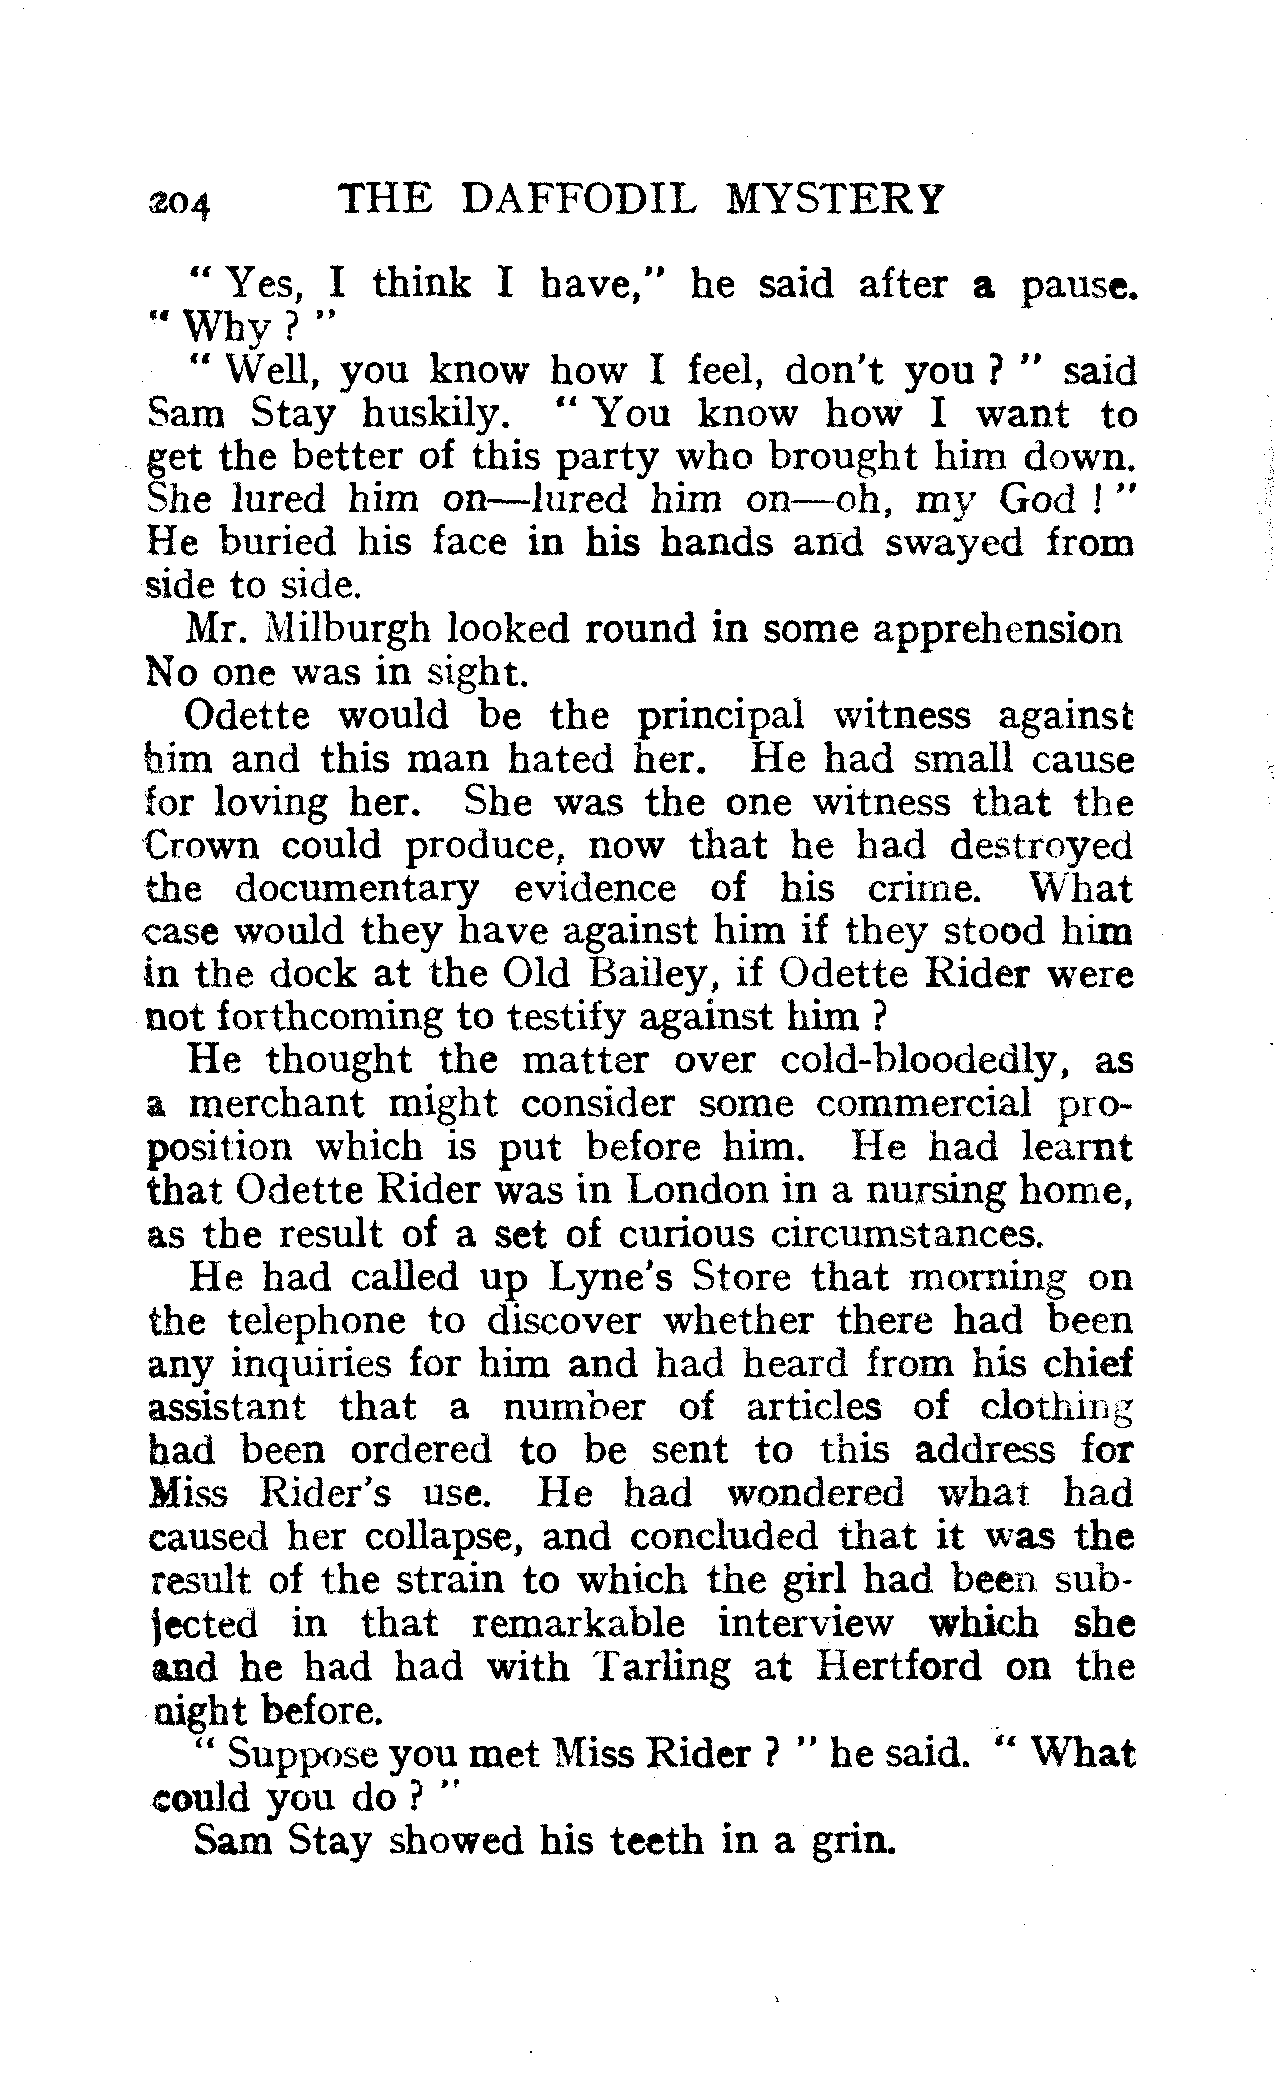 204 THE DAFFODIL MYSTERY
" Yes, I think I have," he said after a pause.
" Why ? "
" Well, you know how I feel, don't you ? " said
Sam Stay huskily. " You know how I want to
get the better of this party who brought him down.
She lured him on—lured him on—oh, my God ! "
He buried his face in his hands and swayed from
side to side.
Mr. Milburgh looked round in some apprehension
No one was in sight.
Odette would be the principal witness against
him and this man hated her. He had small cause
for loving her. She was the one witness that the
Crown could produce, now that he had destroyed
the documentary evidence of his crime. What
case would they have against him if they stood him
in the dock at the Old Bailey, if Odette Rider were
not forthcoming to testify against him ?
He thought the matter over cold-bloodedly, as
a merchant might consider some commercial pro-
position which is put before him. He had learnt
that Odette Rider was in London in a nursing home,
as the result of a set of curious circumstances.
He had called up Lyne's Store that morning on
the telephone to discover whether there had been
any inquiries for him and had heard from his chief
assistant that a number of articles of clothing
had been ordered to be sent to this address for
Miss Rider's use. He had wondered what had
caused her collapse, and concluded that it was the
result of the strain to which the girl had been sub-
jected in that remarkable interview which she
and he had had with Tarling at Hertford on the
night before.
" Suppose you met Miss Rider ? " he said. " What
could you do ? "
Sam Stay showed his teeth in a grin.